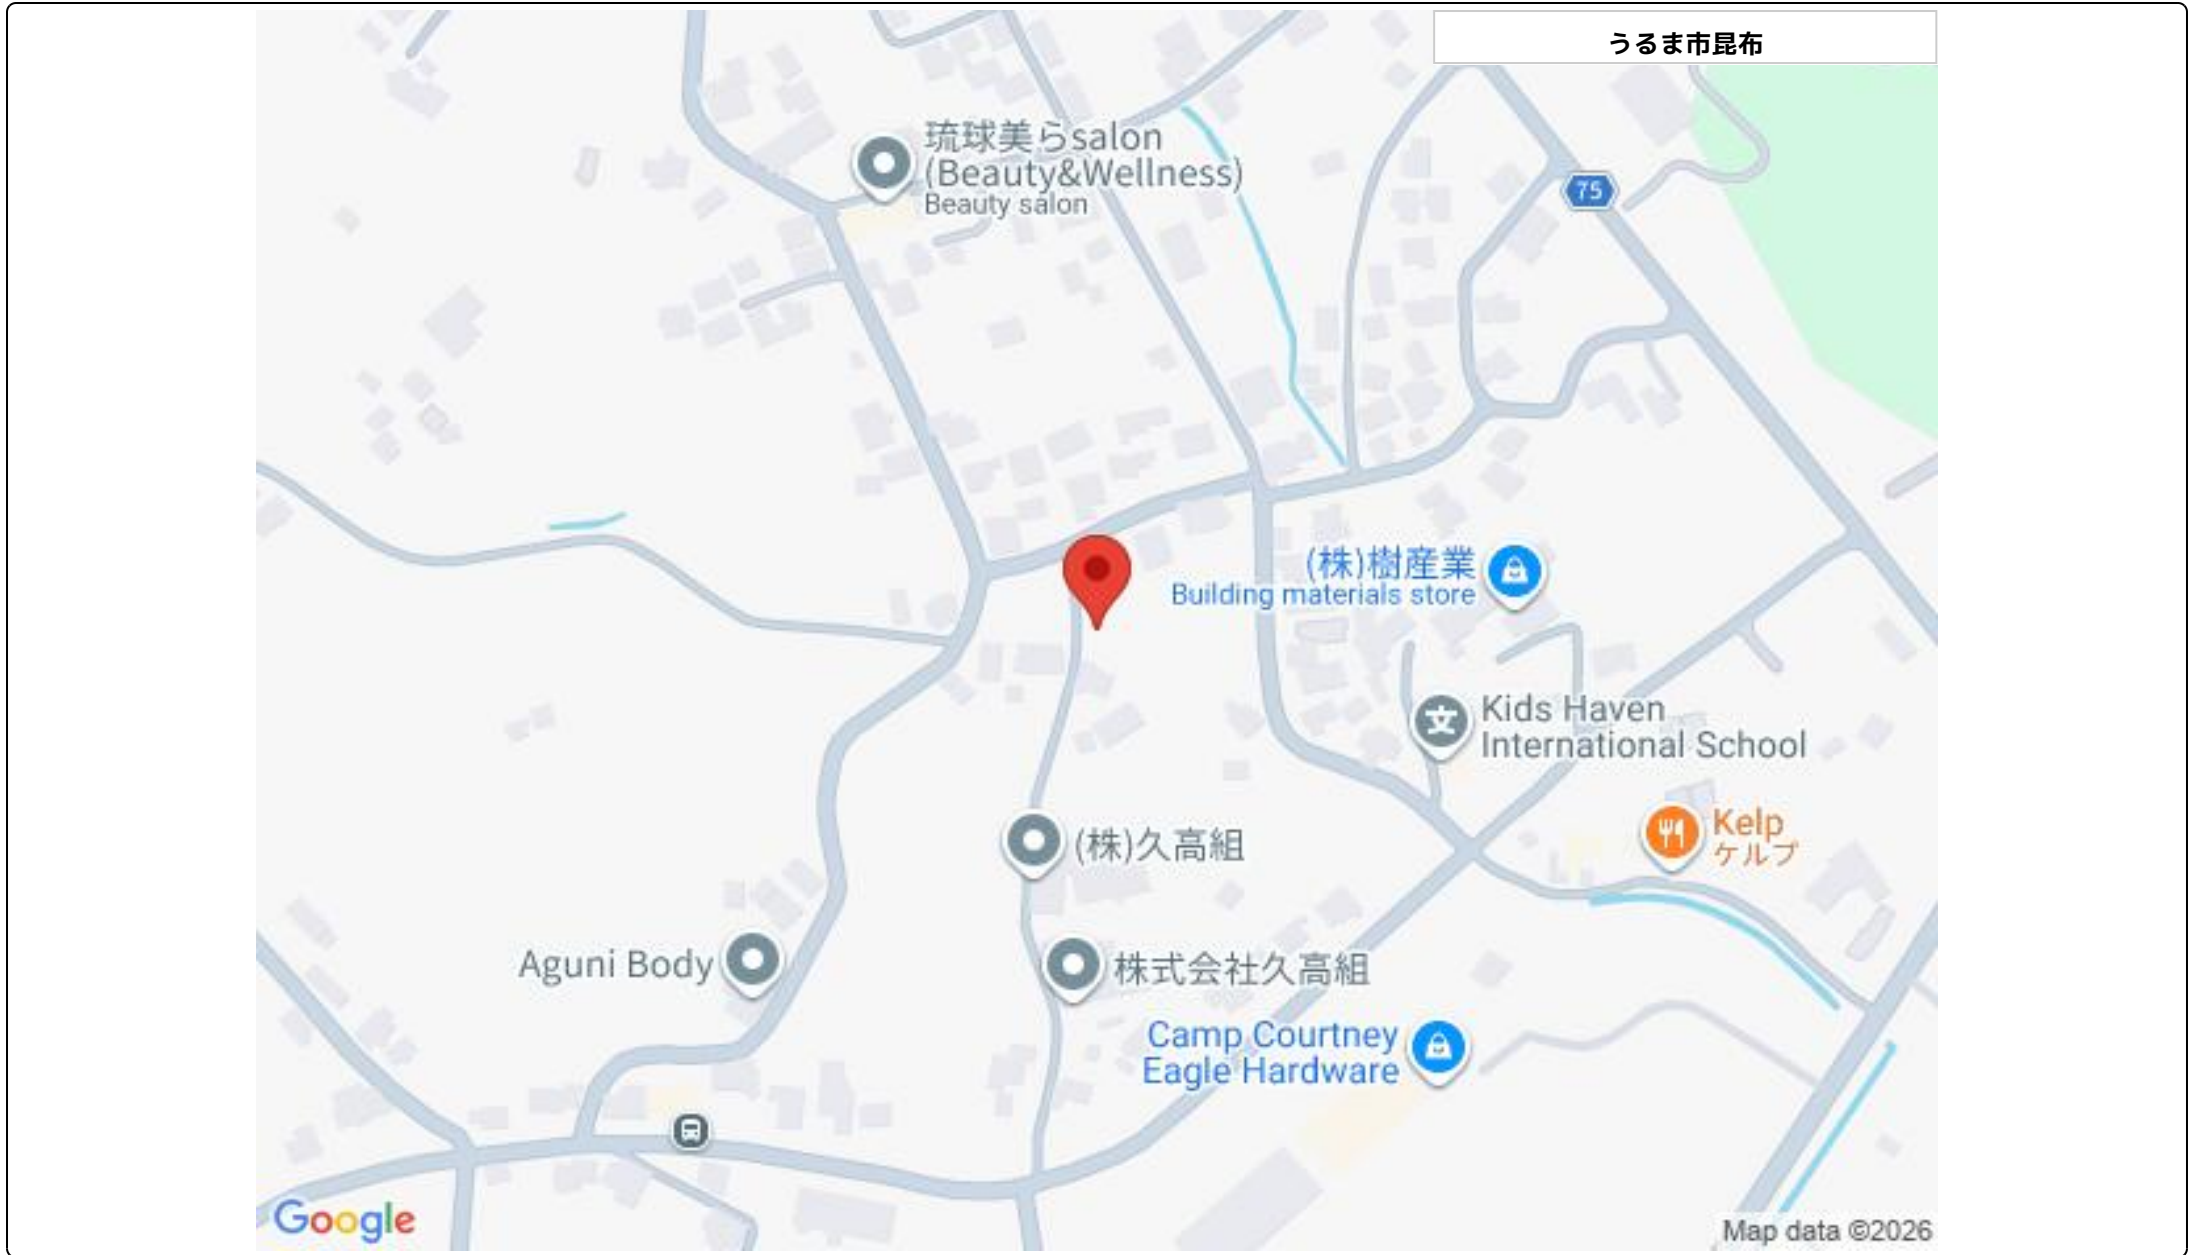 うるま市昆布
琉球美らsalon
(Beauty&Wellness)
Beauty salon
75
(株)樹産業
Building materials store
文
Kids Haven
International School
Kelp
ケルプ
(株)久高組
Aguni Body
株式会社久高組
Camp Courtney
Eagle Hardware
Google
Map data ©2026